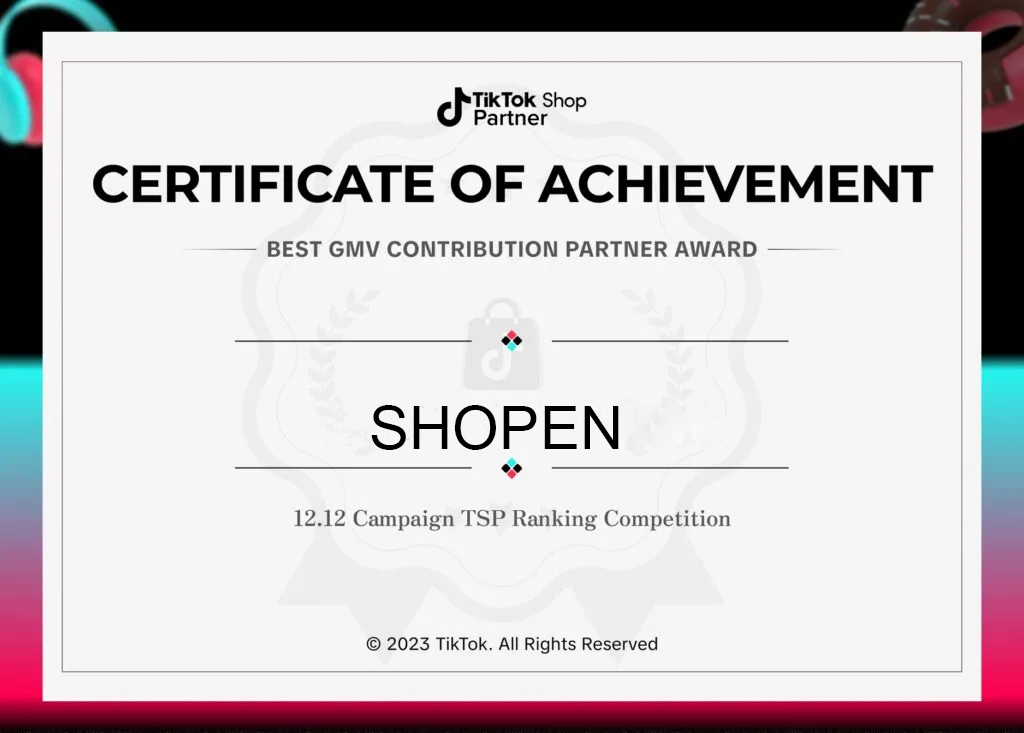 TikTok Shop
Partner
CERTIFICATE OF ACHIEVEMENT
BEST GMV CONTRIBUTION PARTNER AWARD
SHOPEN
12.12 Campaign TSP Ranking Competition
© 2023 TikTok. All Rights Reserved